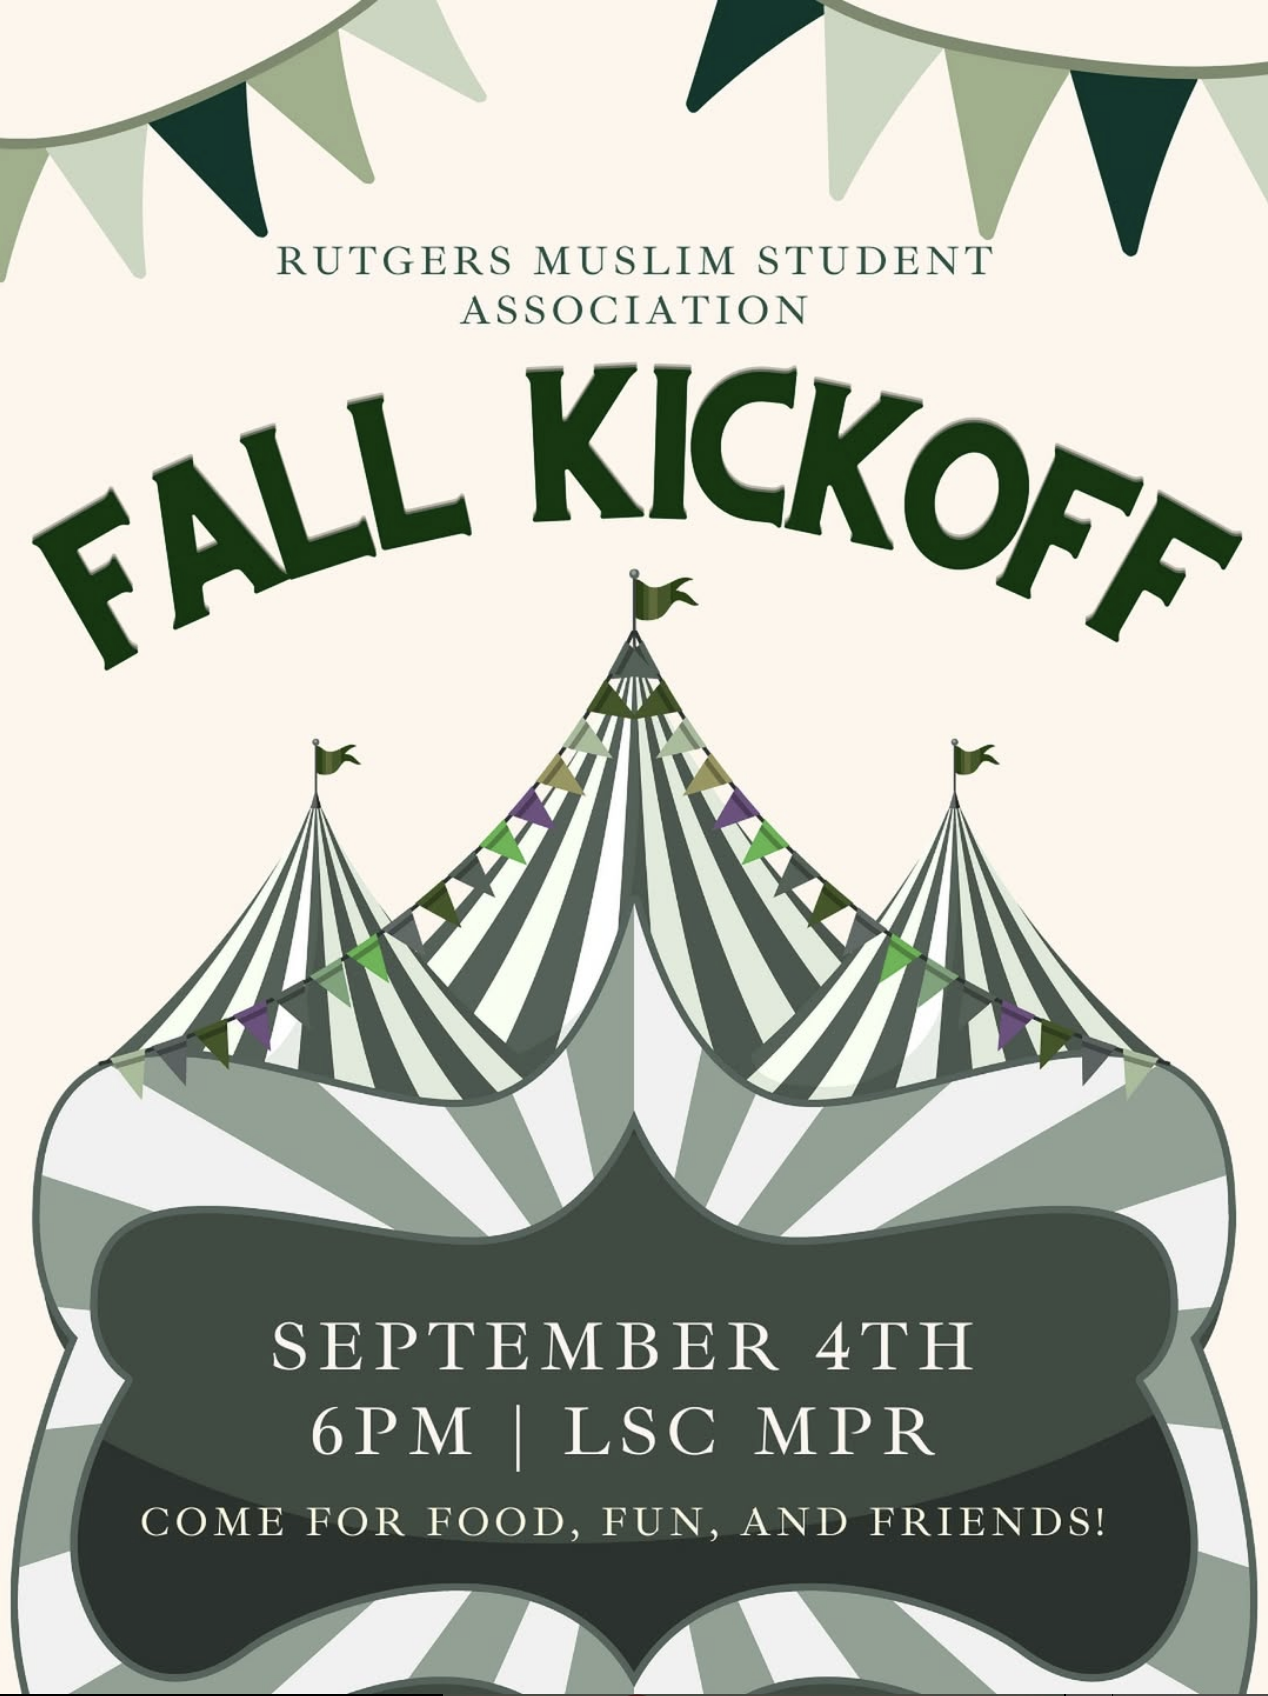 RUTGERS MUSLIM STUDENT
ASSOCIATION
FALL KICKOFF
SEPTEMBER 4TH
6PM | LSC MPR
COME FOR FOOD, FUN, AND FRIENDS!